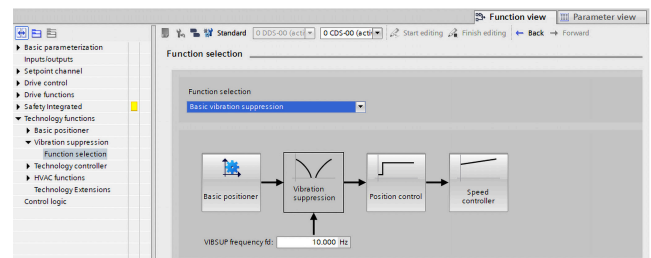 Function view
Parameter view
Standard
0 DDS-00 (acti
0 CDS-00 (acti
Start editing
Finish editing
Back
Forward
Basic parameterization
Inputs/outputs
Setpoint channel
Drive control
Drive functions
Safety Integrated
Technology functions
Basic positioner
Vibration suppression
Function selection
Technology controller
HVAC functions
Technology Extensions
Control logic
Function selection
Function selection
Basic vibration suppression
Basic positioner
Vibration
suppression
Position control
Speed
controller
VIBSUP frequency fd:
10.000 Hz